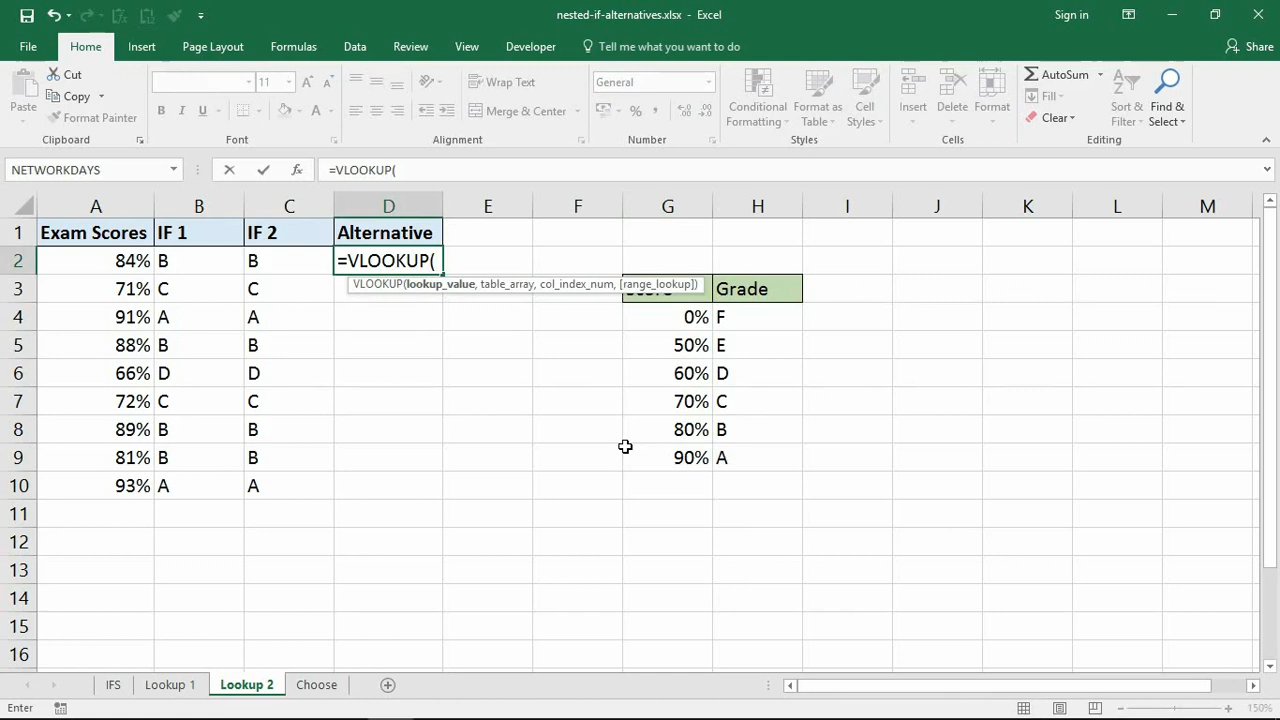 nested-if-alternatives.xlsx - Excel
Sign in
File Home Insert Page Layout Formulas Data Review View Developer Tell me what you want to do Share
Paste
Cut
Copy
Format Painter
Clipboard
11
Font
Wrap Text
Merge & Center
Alignment
General
Number
Conditional Formatting
Format as Table
Cell Styles
Styles
Insert
Delete
Format
Cells
AutoSum
Fill
Clear
Sort & Filter
Find & Select
Editing
NETWORKDAYS
=VLOOKUP(
A B C D E F G H I J K L M
1 Exam Scores IF 1 IF 2 Alternative
2 84% B B =VLOOKUP(
VLOOKUP(lookup_value, table_array, col_index_num, [range_lookup])
3 71% C C Grade
4 91% A A 0% F
5 88% B B 50% E
6 66% D D 60% D
7 72% C C 70% C
8 89% B B 80% B
9 81% B B 90% A
10 93% A A
11
12
13
14
15
16
IFS Lookup 1 Lookup 2 Choose
Enter
150%